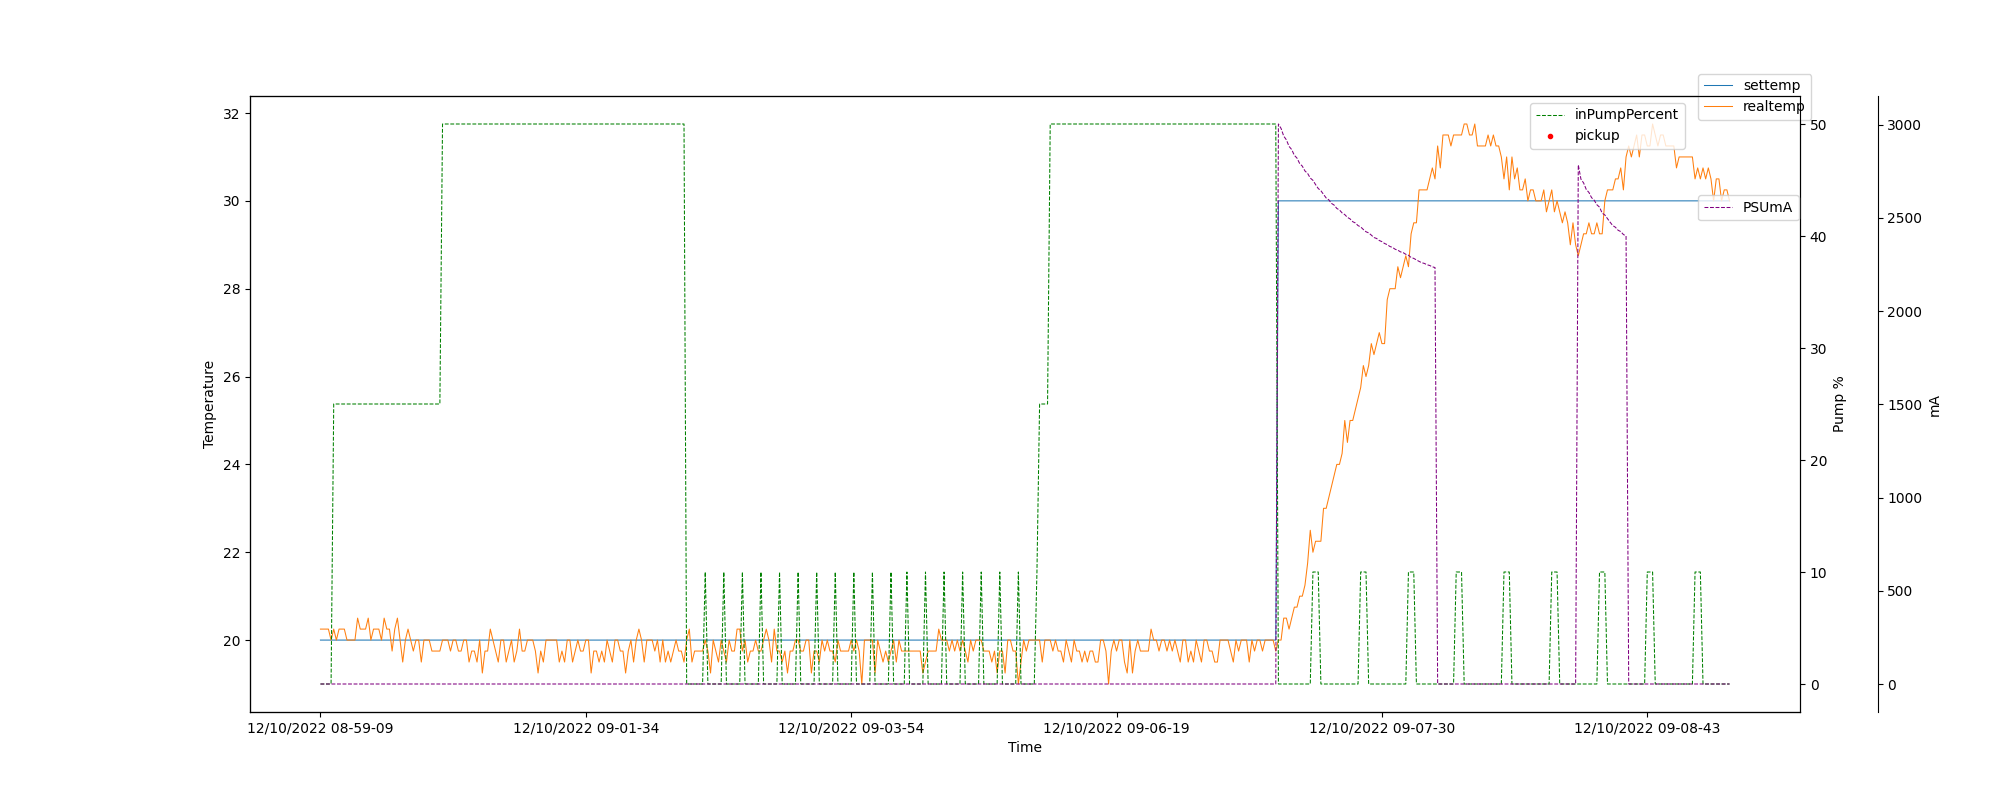 settemp
realtemp
inPumpPercent
pickup
PSUmA
32
30
28
26
24
22
20
Temperature
50
40
30
20
10
0
Pump %
3000
2500
2000
1500
1000
500
0
mA
12/10/2022 08-59-09
12/10/2022 09-01-34
12/10/2022 09-03-54
12/10/2022 09-06-19
12/10/2022 09-07-30
12/10/2022 09-08-43
Time